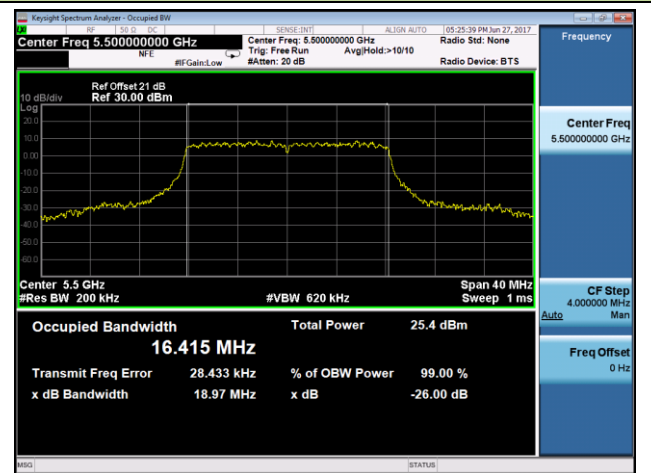 Keysight Spectrum Analyzer - Occupied BW
RF 50 Ω DC SENSE:INT ALIGN AUTO 05:25:39 PM Jun 27, 2017
Center Freq 5.500000000 GHz Center Freq: 5.500000000 GHz Radio Std: None
NFE Trig: Free Run Avg|Hold:>10/10
#IFGain:Low #Atten: 20 dB Radio Device: BTS
Frequency
Ref Offset 21 dB
10 dB/div Ref 30.00 dBm
Log
20.0
10.0
0.00
-10.0
-20.0
-30.0
-40.0
-50.0
-60.0
Center 5.5 GHz Span 40 MHz
#Res BW 200 kHz #VBW 620 kHz Sweep 1 ms
Occupied Bandwidth Total Power 25.4 dBm
16.415 MHz
Transmit Freq Error 28.433 kHz % of OBW Power 99.00 %
x dB Bandwidth 18.97 MHz x dB -26.00 dB
Center Freq
5.500000000 GHz
CF Step
4.000000 MHz
Auto Man
Freq Offset
0 Hz
MSG STATUS